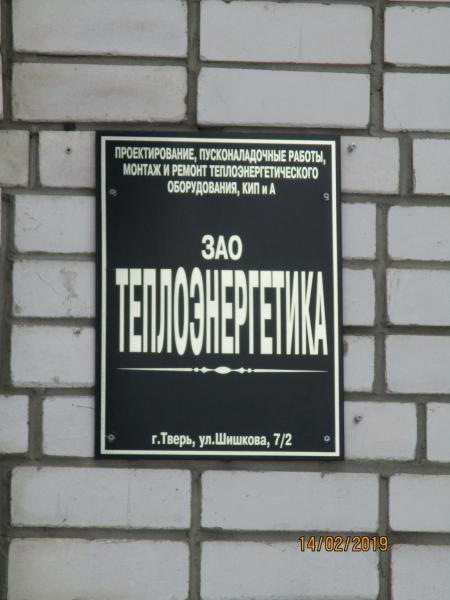 ПРОЕКТИРОВАНИЕ, ПУСКОНАЛАДОЧНЫЕ РАБОТЫ,
МОНТАЖ И РЕМОНТ ТЕПЛОЭНЕРГЕТИЧЕСКОГО
ОБОРУДОВАНИЯ, КИП и А
ЗАО
ТЕПЛОЭНЕРГЕТИКА
г.Тверь, ул.Шишкова, 7/2
14/02/2019